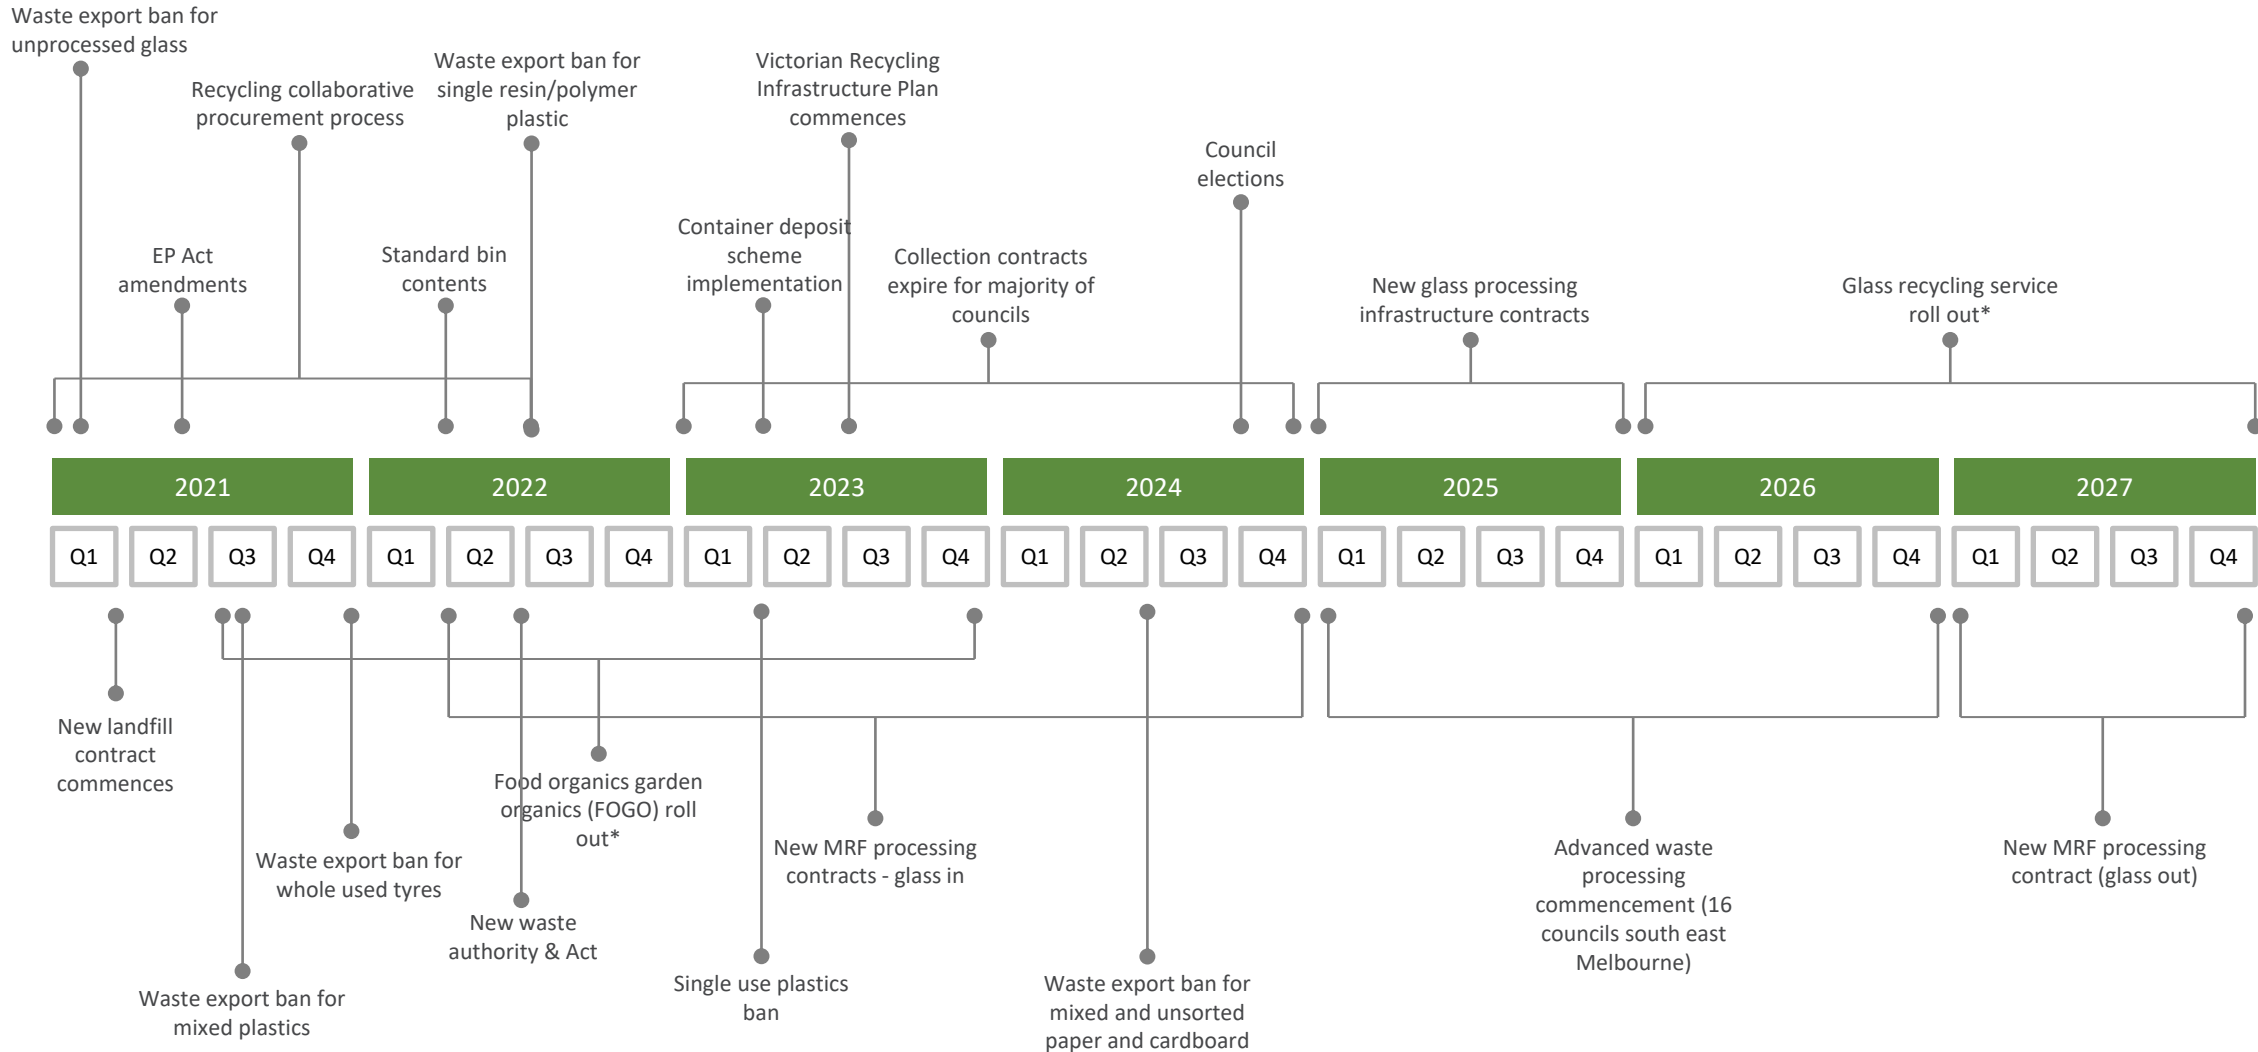 Waste export ban for
unprocessed glass
Recycling collaborative
procurement process
Waste export ban for
single resin/polymer
plastic
Victorian Recycling
Infrastructure Plan
commences
Council
elections
EP Act
amendments
Standard bin
contents
Container deposit
scheme
implementation
Collection contracts
expire for majority of
councils
New glass processing
infrastructure contracts
Glass recycling service
roll out*
2021 2022 2023 2024 2025 2026 2027
Q1 Q2 Q3 Q4 Q1 Q2 Q3 Q4 Q1 Q2 Q3 Q4 Q1 Q2 Q3 Q4 Q1 Q2 Q3 Q4 Q1 Q2 Q3 Q4 Q1 Q2 Q3 Q4
New landfill
contract
commences
Food organics garden
organics (FOGO) roll
out*
Waste export ban for
whole used tyres
New MRF processing
contracts - glass in
Advanced waste
processing
commencement (16
councils south east
Melbourne)
New MRF processing
contract (glass out)
New waste
authority & Act
Waste export ban for
mixed plastics
Single use plastics
ban
Waste export ban for
mixed and unsorted
paper and cardboard